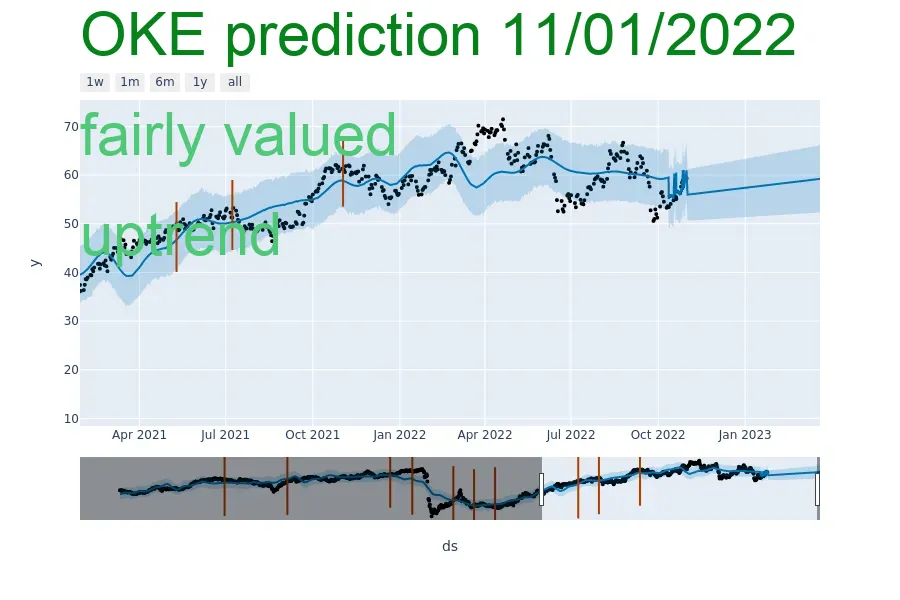 OKE prediction 11/01/2022
1w 1m 6m 1y all
fairly valued
uptrend
70
60
50
40
30
20
10
y
Apr 2021 Jul 2021 Oct 2021 Jan 2022 Apr 2022 Jul 2022 Oct 2022 Jan 2023
ds